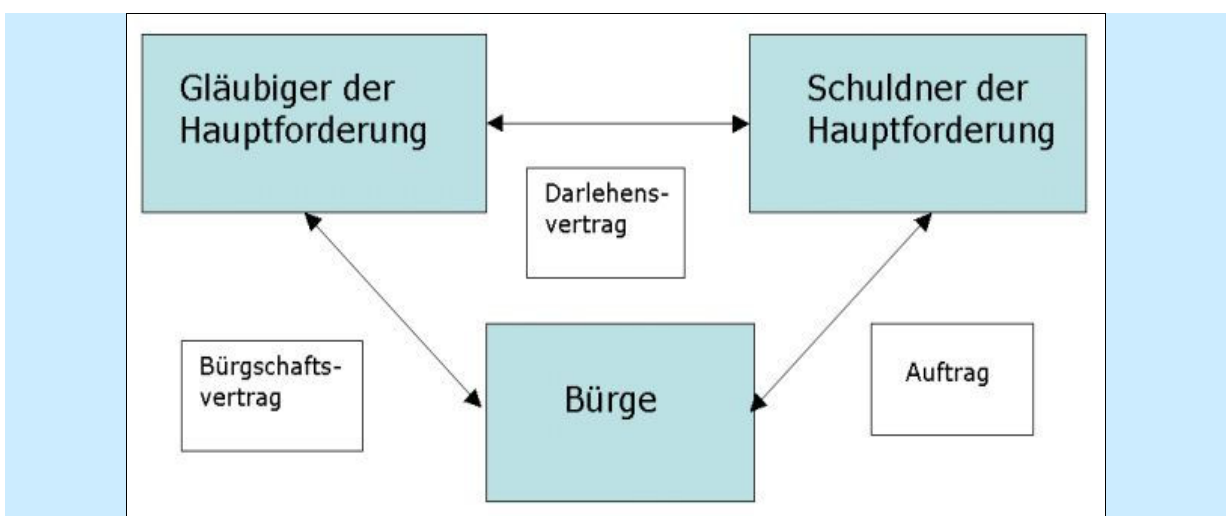 Gläubiger der
Hauptforderung
Schuldner der
Hauptforderung
Darlehens-
vertrag
Bürgschafts-
vertrag
Bürge
Auftrag